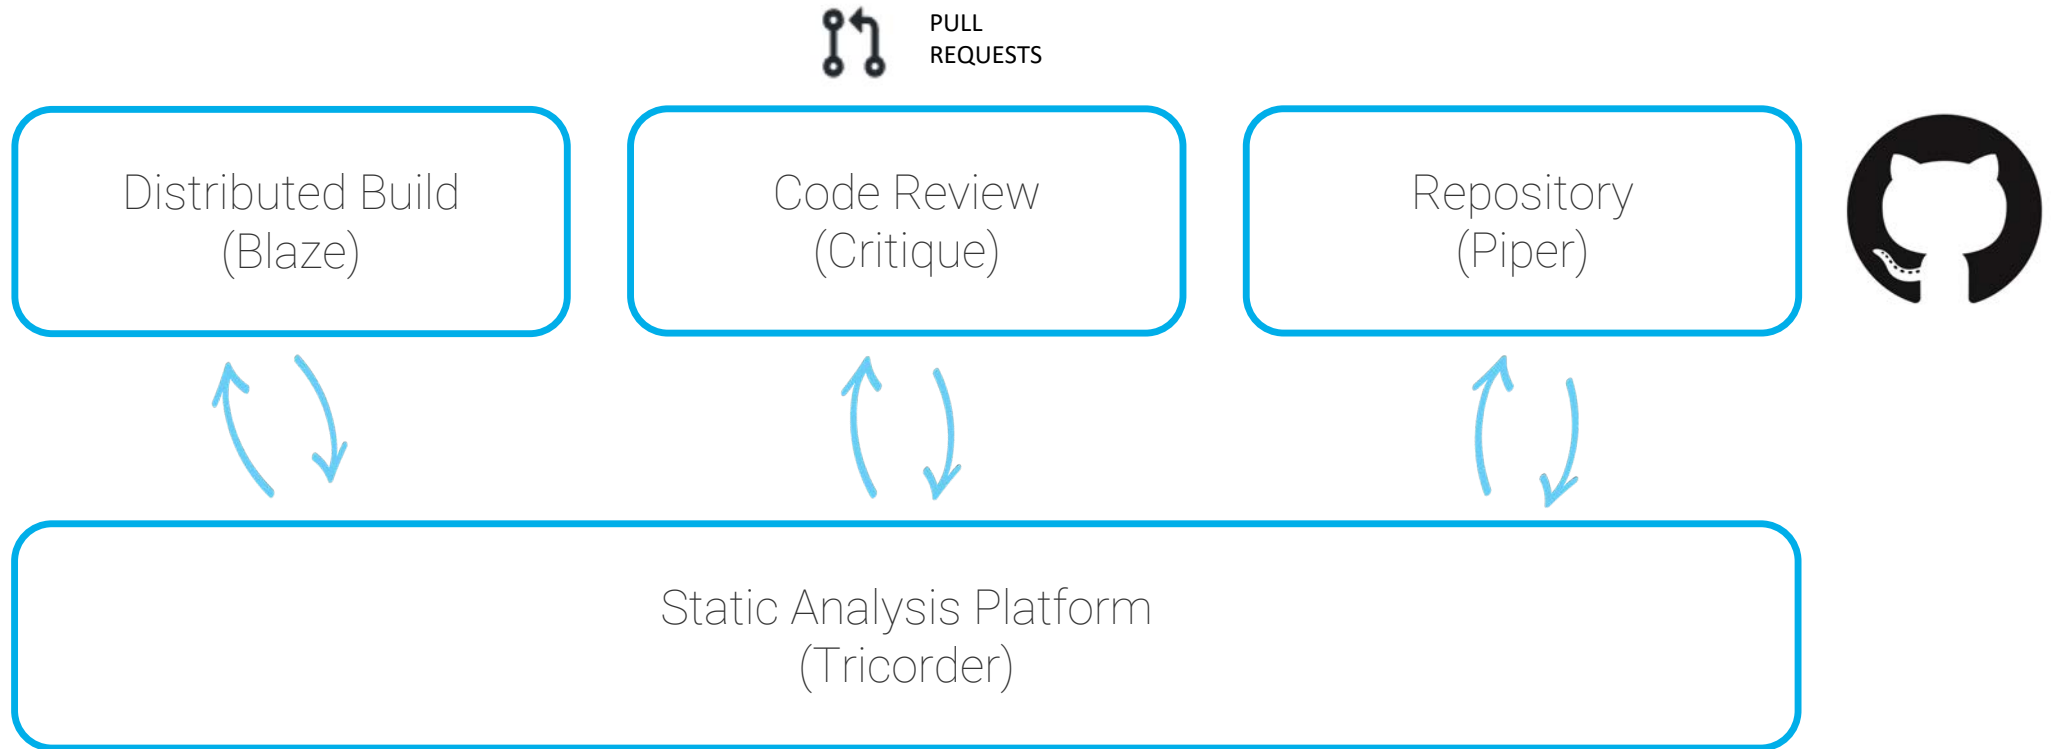 PULL
REQUESTS
Distributed Build
(Blaze)
Code Review
(Critique)
Repository
(Piper)
Static Analysis Platform
(Tricorder)